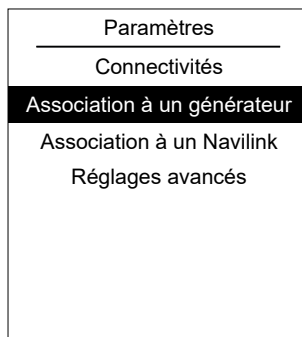 Paramètres
Connectivités
Association à un générateur
Association à un Navilink
Réglages avancés